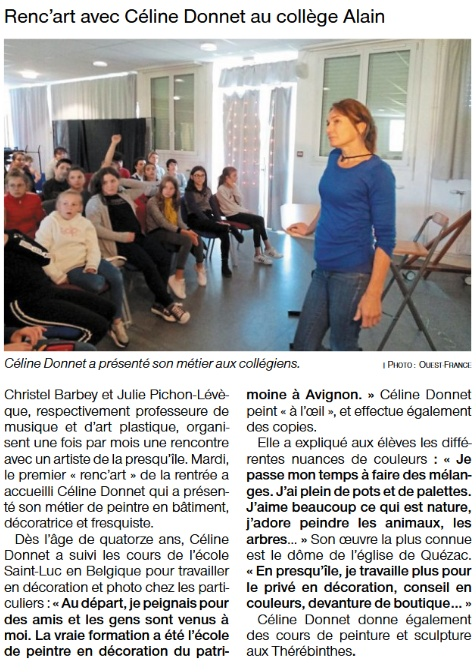 Renc'art avec Céline Donnet au collège Alain
Céline Donnet a présenté son métier aux collégiens.
| PHOTO : OUEST-FRANCE
Christel Barbey et Julie Pichon-Lévè-
que, respectivement professeure de
musique et d'art plastique, organi-
sent une fois par mois une rencontre
avec un artiste de la presqu'île. Mardi,
le premier « renc'art » de la rentrée a
accueilli Céline Donnet qui a présen-
té son métier de peintre en bâtiment,
décoratrice et fresquiste.
Dès l'âge de quatorze ans, Céline
Donnet a suivi les cours de l'école
Saint-Luc en Belgique pour travailler
en décoration et photo chez les parti-
culiers : « Au départ, je peignais pour
des amis et les gens sont venus à
moi. La vraie formation a été l'école
de peintre en décoration du patri-
moine à Avignon. » Céline Donnet
peint « à l'œil », et effectue également
des copies.
Elle a expliqué aux élèves les diffé-
rentes nuances de couleurs : « Je
passe mon temps à faire des mélan-
ges. J'ai plein de pots et de palettes.
J'aime beaucoup ce qui est nature,
j'adore peindre les animaux, les
arbres... » Son œuvre la plus connue
est le dôme de l'église de Quézac.
« En presqu'île, je travaille plus pour
le privé en décoration, conseil en
couleurs, devanture de boutique... »
Céline Donnet donne également
des cours de peinture et sculpture
aux Thérébinthes.